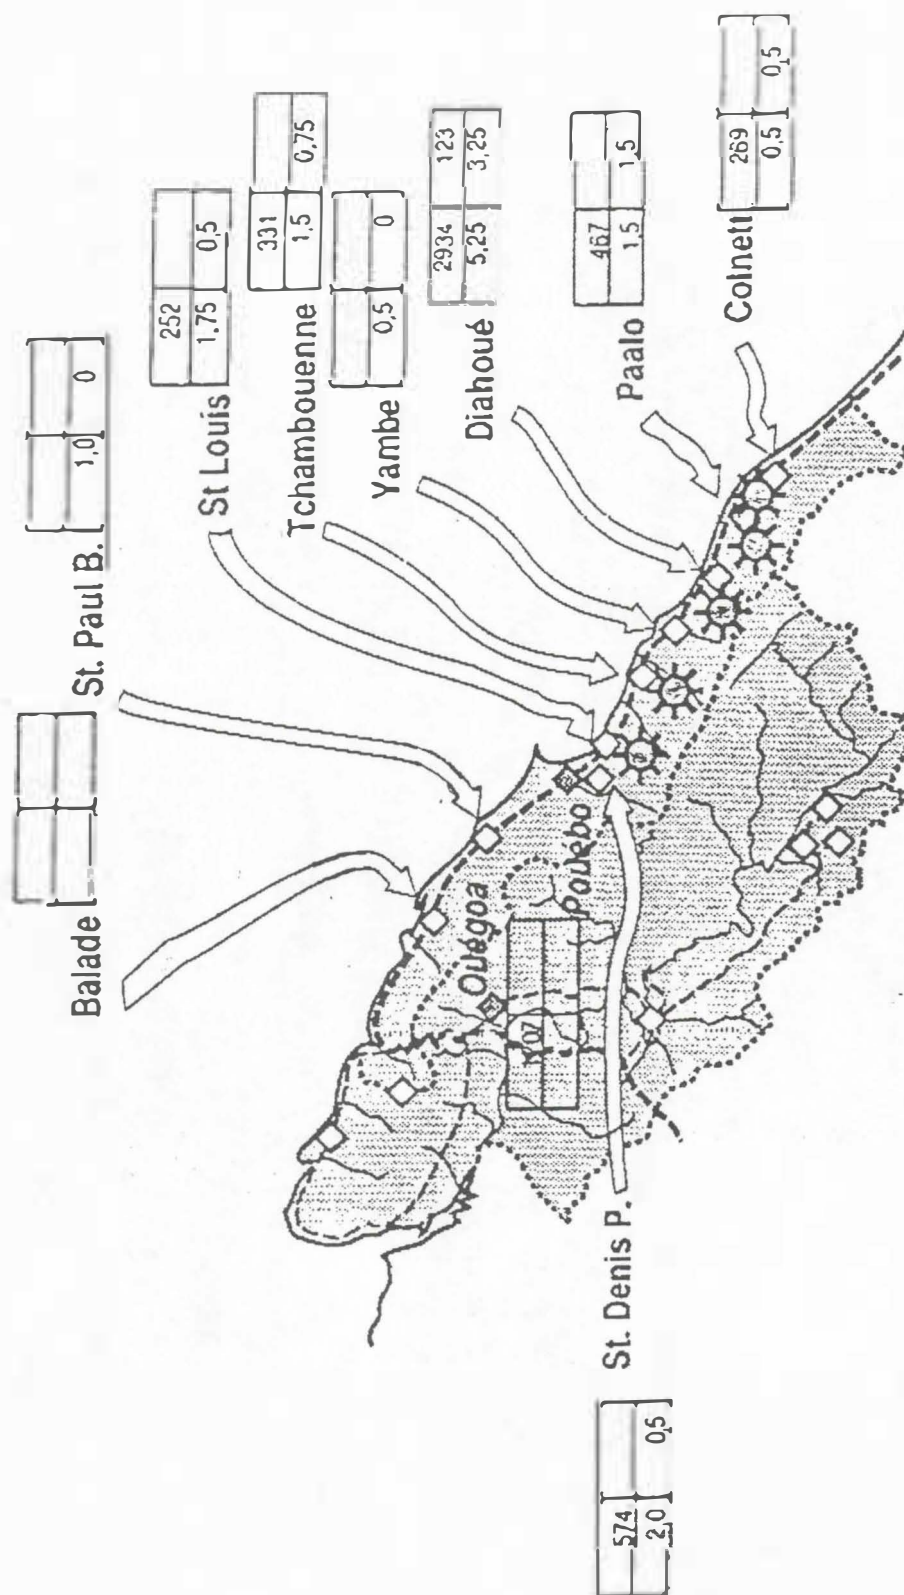 Balade
St. Paul B.
1,0 0
St Louis
252
1,75 0,5
Tchambouenne
331
1,5 0,75
Yambe
0,5 0
Diahoué
2934 123
5,25 3,25
Paalo
467
1,5 1,5
Colnett
269
0,5 0,5
Ouégoa
Pouebo
St. Denis P.
574
2,0 0,5